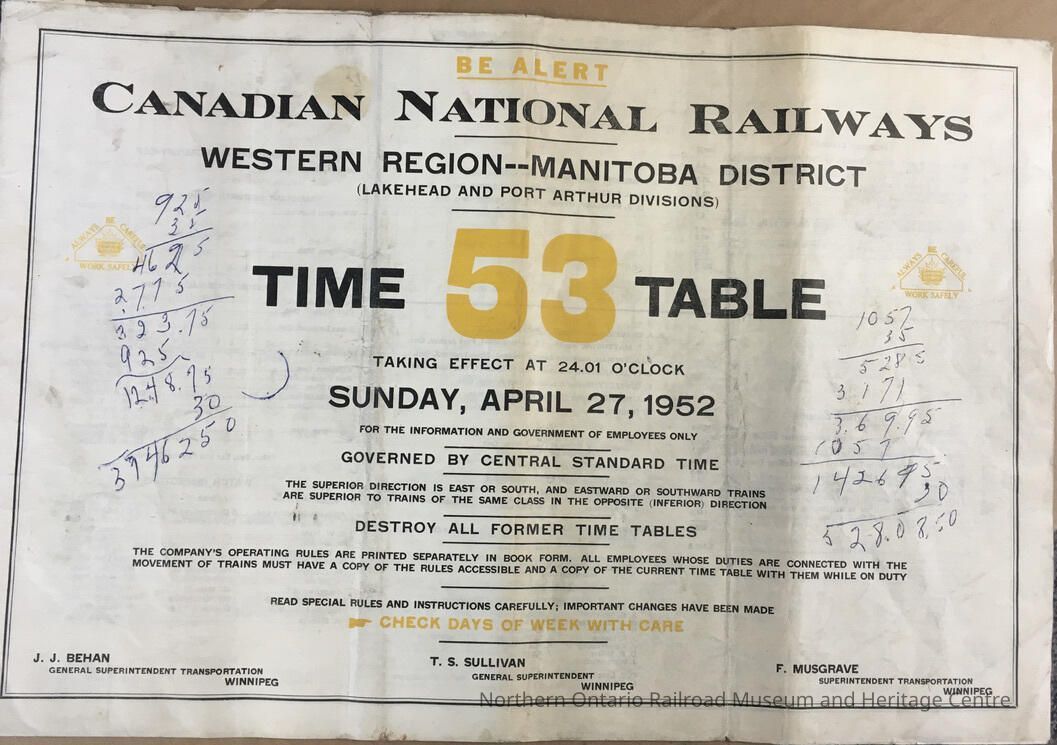 BE ALERT
CANADIAN NATIONAL RAILWAYS
WESTERN REGION--MANITOBA DISTRICT
(LAKEHEAD AND PORT ARTHUR DIVISIONS)
925
35
4625
2775
323.75
925
1248.75
30
3746250
ALWAYS BE CAREFUL
WORK SAFELY
TIME 53 TABLE
ALWAYS BE CAREFUL
WORK SAFELY
1057
35
5285
3171
369.95
1057
142695
30
TAKING EFFECT AT 24.01 O'CLOCK
SUNDAY, APRIL 27, 1952
FOR THE INFORMATION AND GOVERNMENT OF EMPLOYEES ONLY
GOVERNED BY CENTRAL STANDARD TIME
THE SUPERIOR DIRECTION IS EAST OR SOUTH, AND EASTWARD OR SOUTHWARD TRAINS
ARE SUPERIOR TO TRAINS OF THE SAME CLASS IN THE OPPOSITE (INFERIOR) DIRECTION
DESTROY ALL FORMER TIME TABLES
THE COMPANY'S OPERATING RULES ARE PRINTED SEPARATELY IN BOOK FORM. ALL EMPLOYEES WHOSE DUTIES ARE CONNECTED WITH THE
MOVEMENT OF TRAINS MUST HAVE A COPY OF THE RULES ACCESSIBLE AND A COPY OF THE CURRENT TIME TABLE WITH THEM WHILE ON DUTY
READ SPECIAL RULES AND INSTRUCTIONS CAREFULLY; IMPORTANT CHANGES HAVE BEEN MADE
CHECK DAYS OF WEEK WITH CARE
J. J. BEHAN
GENERAL SUPERINTENDENT TRANSPORTATION
WINNIPEG
T. S. SULLIVAN
GENERAL SUPERINTENDENT
WINNIPEG
F. MUSGRAVE
SUPERINTENDENT TRANSPORTATION
WINNIPEG
Northern Ontario Railroad Museum and Heritage Centre